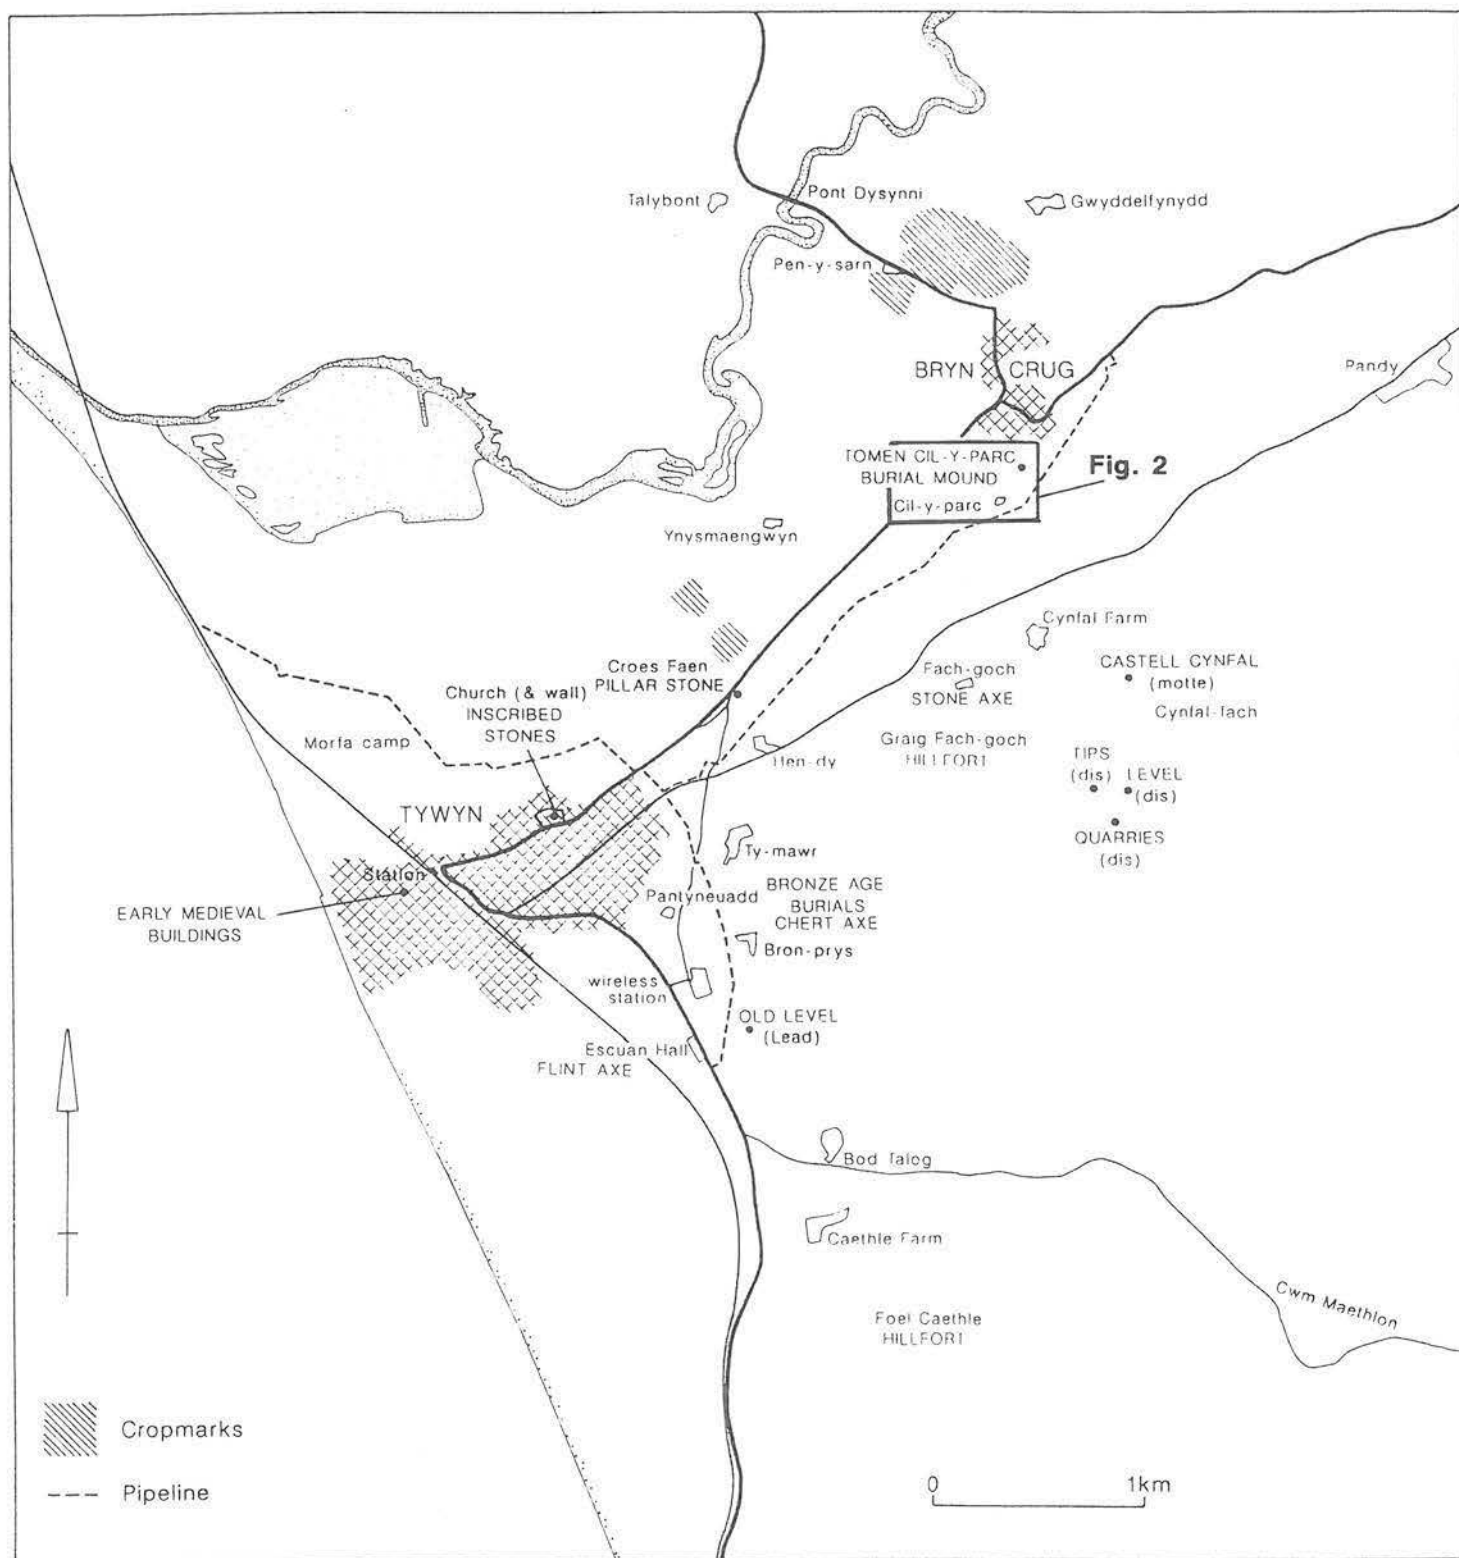 Talybont
Pont Dysynni
Gwyddelfynydd
Pen-y-sarn
BRYN CRUG
Pandy
TOMEN CIL-Y-PARC
BURIAL MOUND
Cil-y-parc
Fig. 2
Ynysmaengwyn
Cynfal Farm
Croes Faen
PILLAR STONE
Fach-goch
STONE AXE
CASTELL CYNFAL
(motte)
Cynfal-fach
Church (& wall)
INSCRIBED
STONES
Morfa camp
Hen-dy
Graig Fach-goch
HILLFORT
TIPS
(dis)
LEVEL
(dis)
QUARRIES
(dis)
TYWYN
Station
Ty-mawr
Pantyneuadd
BRONZE AGE
BURIALS
CHERT AXE
EARLY MEDIEVAL
BUILDINGS
Bron-prys
wireless
station
OLD LEVEL
(Lead)
Escuan Hall
FLINT AXE
Bod Talog
Caethle Farm
Cwm Maethlon
Foel Caethle
HILLFORT
Cropmarks
Pipeline
0 1km